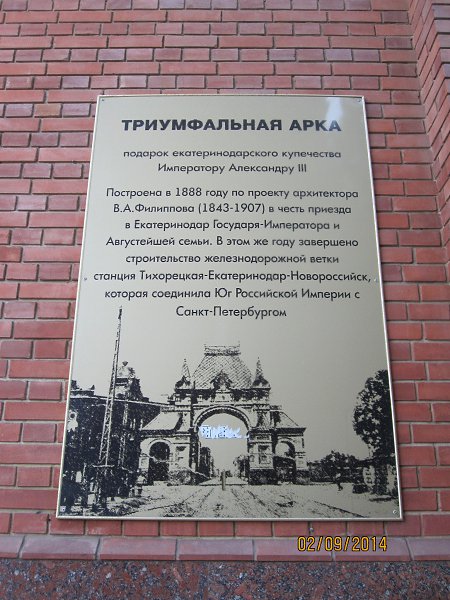 ТРИУМФАЛЬНАЯ АРКА
подарок екатеринодарского купечества
Императору Александру III
Построена в 1888 году по проекту архитектора
В.А.Филиппова (1843-1907) в честь приезда
в Екатеринодар Государя-Императора и
Августейшей семьи. В этом же году завершено
строительство железнодорожной ветки
станция Тихорецкая-Екатеринодар-Новороссийск,
которая соединила Юг Российской Империи с
Санкт-Петербургом
02/09/2014